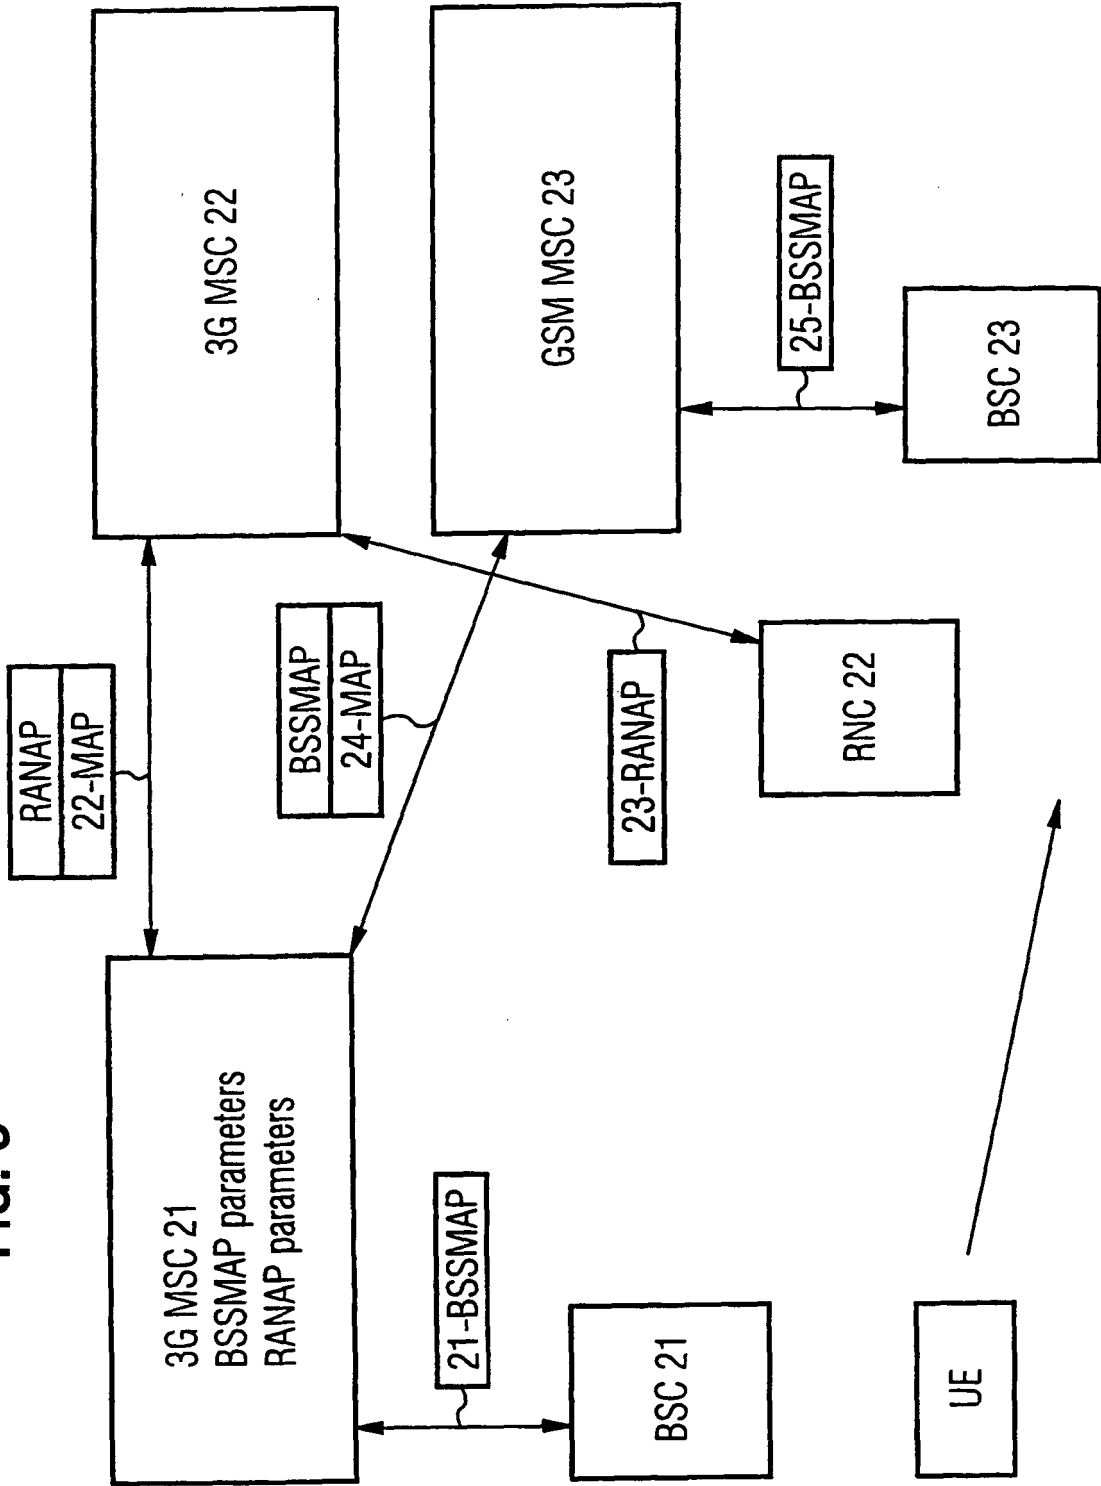 RANAP
22-MAP
3G MSC 21
BSSMAP parameters
RANAP parameters
3G MSC 22
BSSMAP
24-MAP
GSM MSC 23
21-BSSMAP
23-RANAP
25-BSSMAP
BSC 21
RNC 22
BSC 23
UE